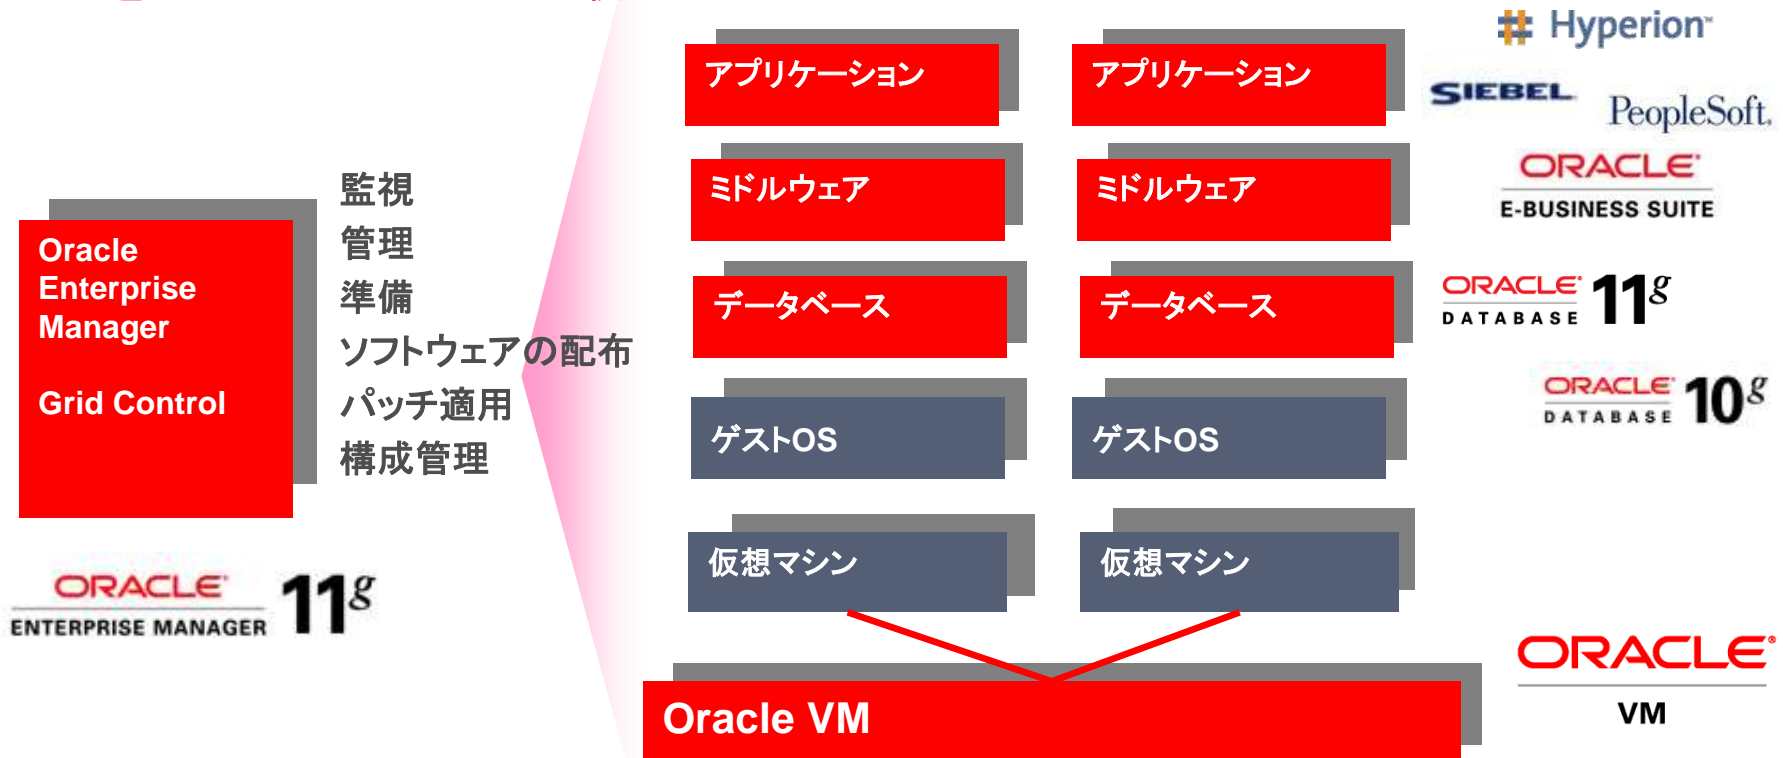 Oracle
Enterprise
Manager
Grid Control
ORACLE
ENTERPRISE MANAGER 11g
監視
管理
準備
ソフトウェアの配布
パッチ適用
構成管理
アプリケーション
アプリケーション
ミドルウェア
ミドルウェア
データベース
データベース
ゲストOS
ゲストOS
仮想マシン
仮想マシン
Oracle VM
Hyperion
SIEBEL
PeopleSoft.
ORACLE
E-BUSINESS SUITE
ORACLE
DATABASE 11g
ORACLE
DATABASE 10g
ORACLE
VM